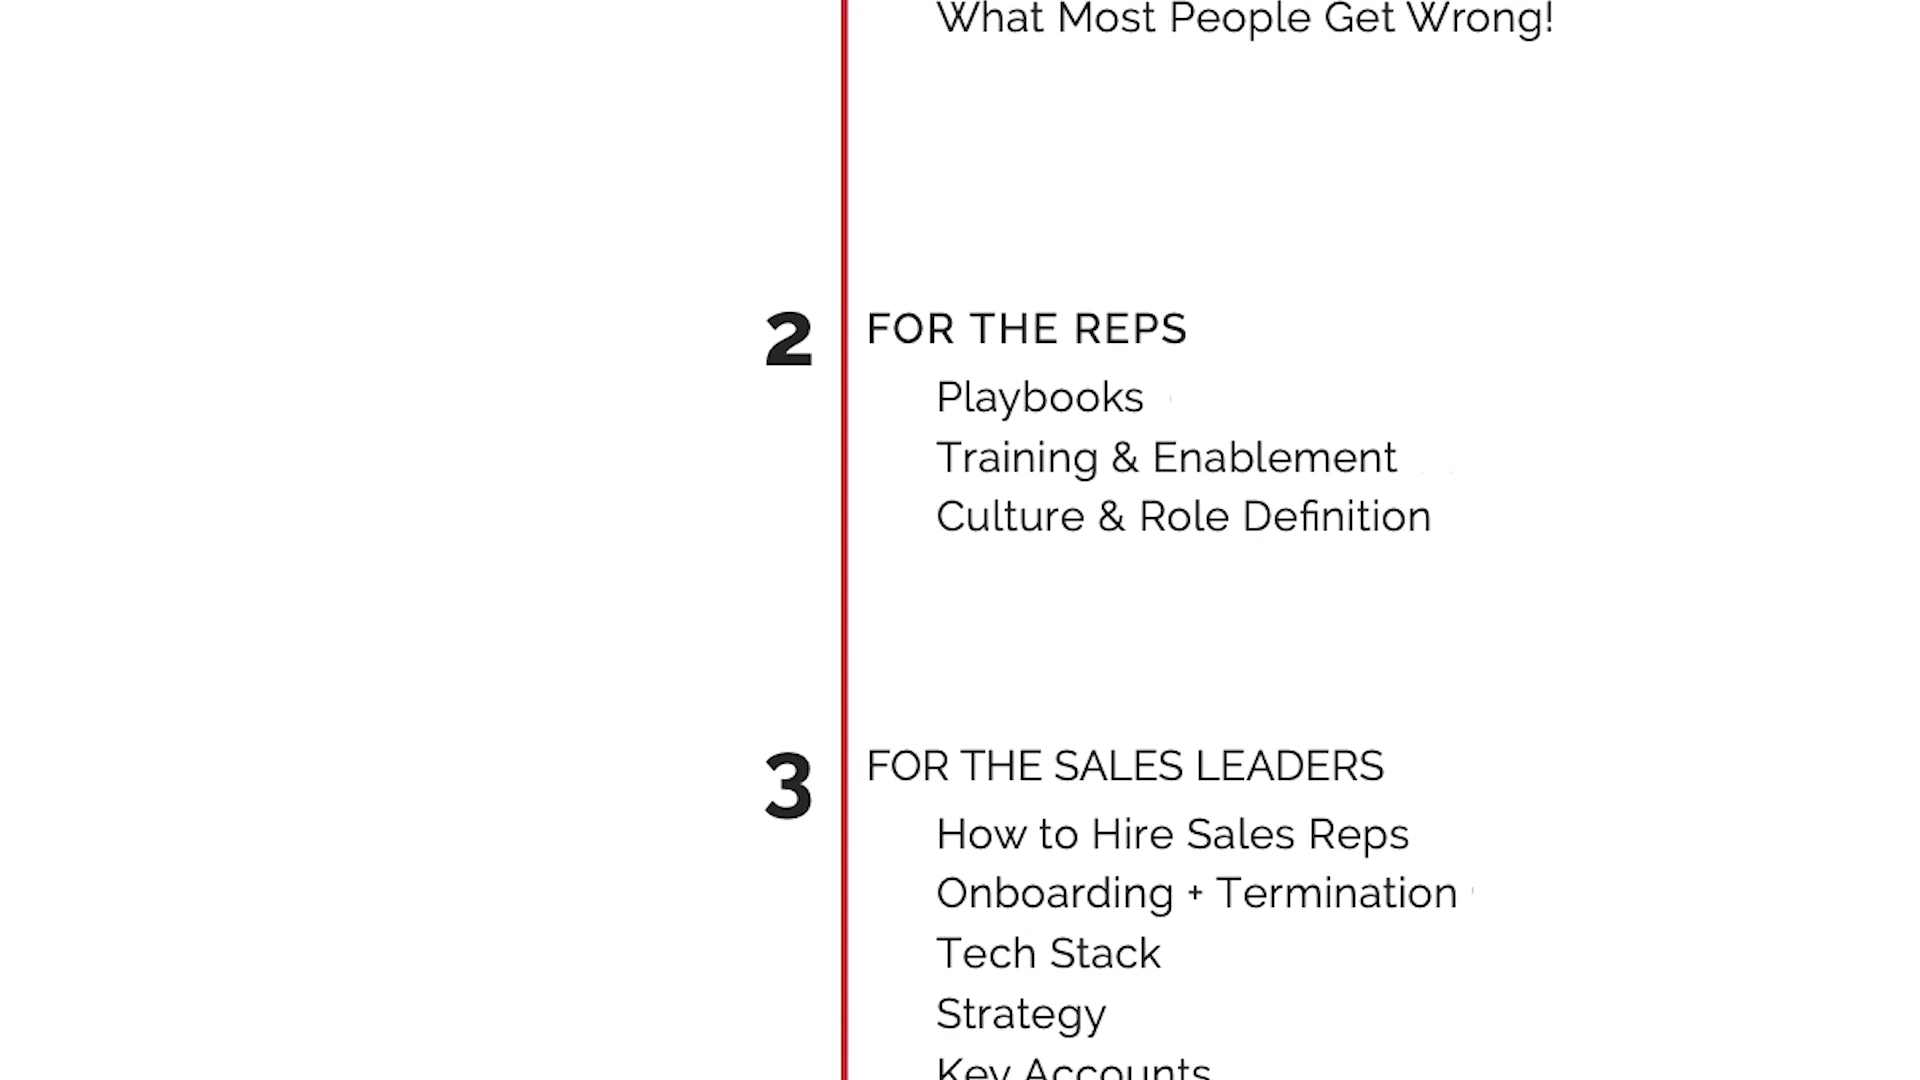 What Most People Get Wrong!
2 FOR THE REPS
Playbooks
Training & Enablement
Culture & Role Definition
3 FOR THE SALES LEADERS
How to Hire Sales Reps
Onboarding + Termination
Tech Stack
Strategy
Key Accounts